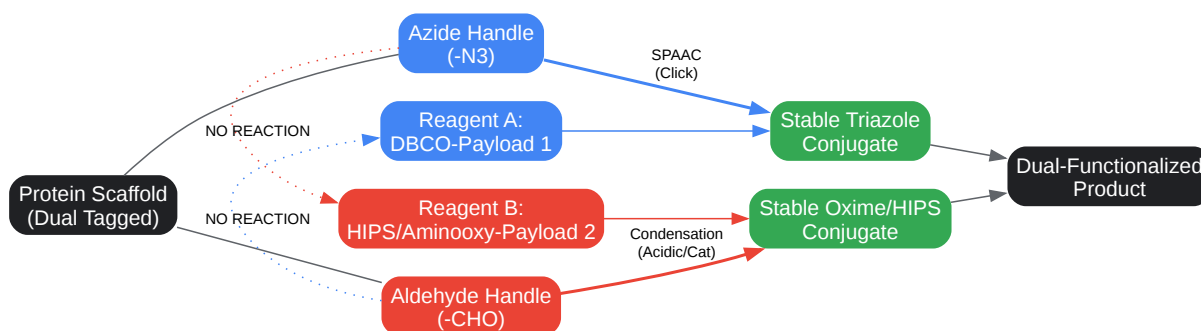 Azide Handle
(-N3)
SPAAC
(Click)
NO REACTION
Reagent A:
DBCO-Payload 1
Stable Triazole
Conjugate
Protein Scaffold
(Dual Tagged)
Dual-Functionalized
Product
NO REACTION
Reagent B:
HIPS/Aminooxy-Payload 2
Stable Oxime/HIPS
Conjugate
Condensation
(Acidic/Cat)
Aldehyde Handle
(-CHO)